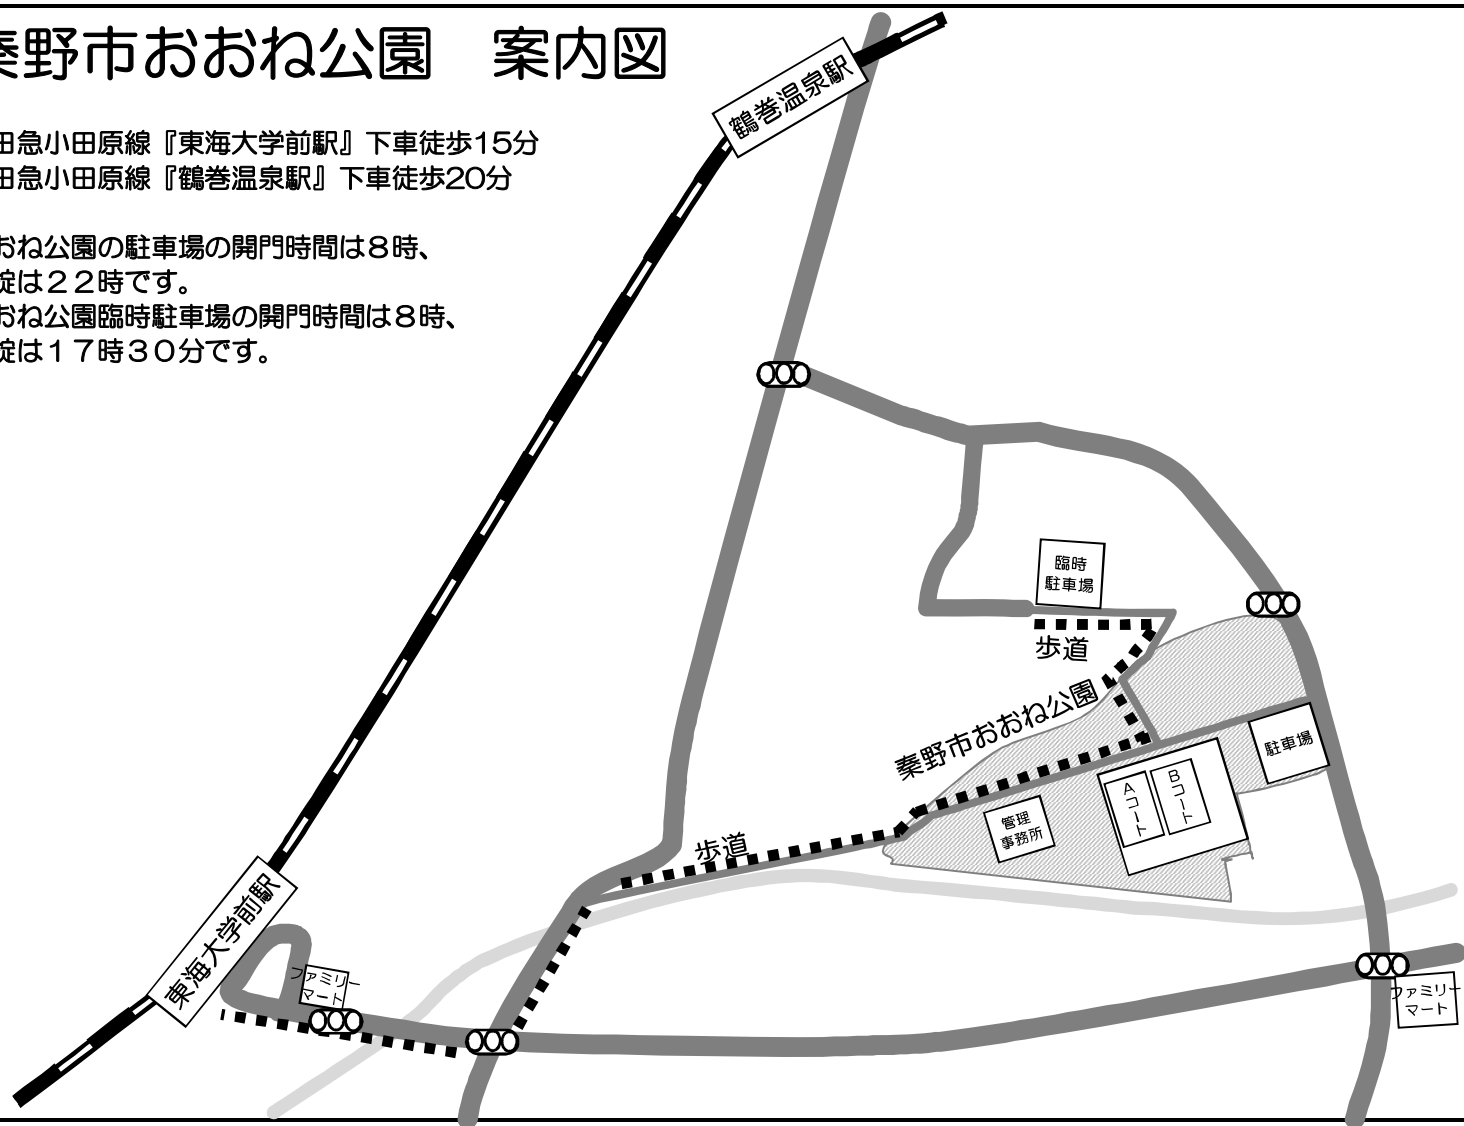 秦野市おおね公園　案内図
田急小田原線『東海大学前駅』下車徒歩15分
田急小田原線『鶴巻温泉駅』下車徒歩20分
おね公園の駐車場の開門時間は８時、
錠は２２時です。
おね公園臨時駐車場の開門時間は８時、
錠は１７時３０分です。
鶴巻温泉駅
臨時
駐車場
歩道
秦野市おおね公園
駐車場
Aコート
Bコート
管理
事務所
歩道
東海大学前駅
ファミリー
マート
ファミリー
マート